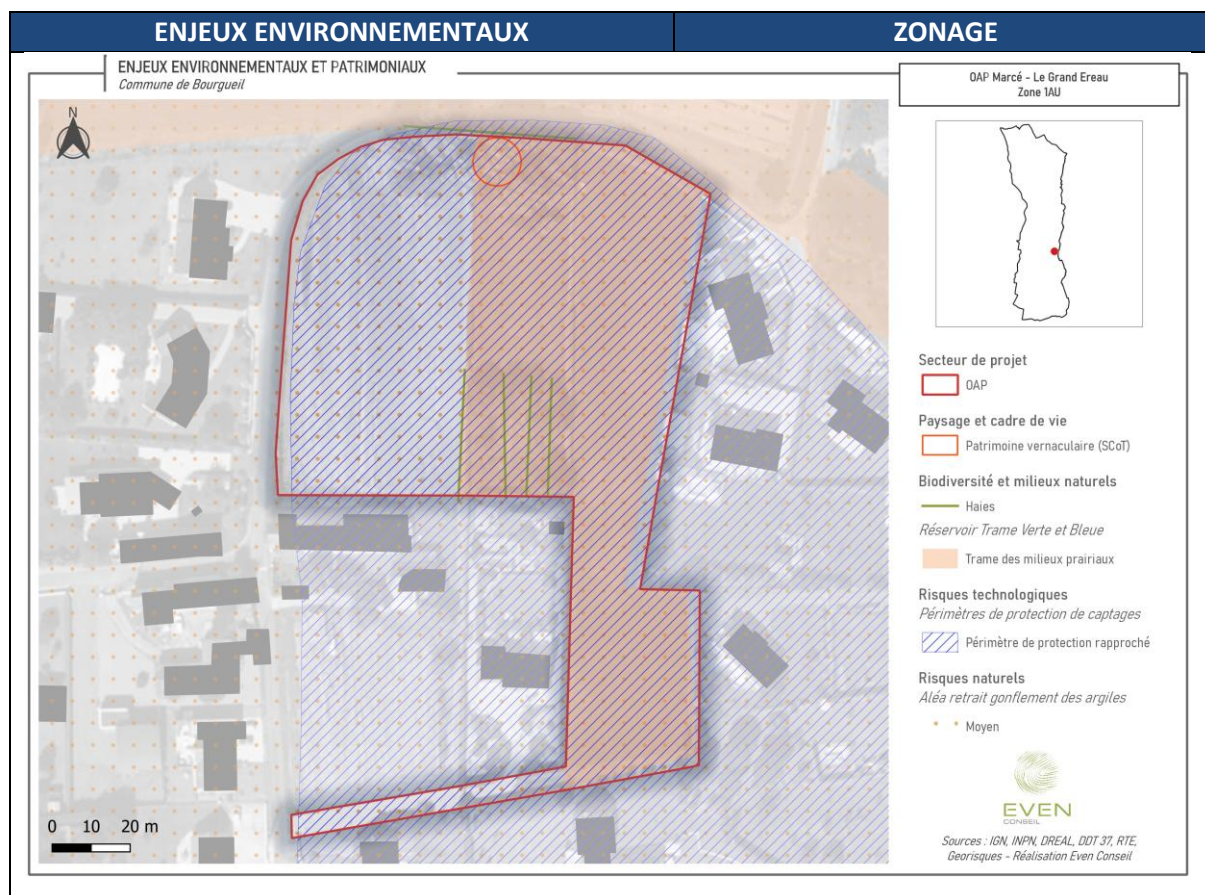 ENJEUX ENVIRONNEMENTAUX
ZONAGE
ENJEUX ENVIRONNEMENTAUX ET PATRIMONIAUX
Commune de Bourgueil
OAP Marcé - Le Grand Ereau
Zone 1AU
N
Secteur de projet
OAP
Paysage et cadre de vie
Patrimoine vernaculaire (SCoT)
Biodiversité et milieux naturels
Haies
Réservoir Trame Verte et Bleue
Trame des milieux prairiaux
Risques technologiques
Périmètres de protection de captages
Périmètre de protection rapproché
Risques naturels
Aléa retrait gonflement des argiles
Moyen
EVEN
CONSEIL
0 10 20 m
Sources : IGN, INPN, DREAL, DDT 37, RTE,
Georisques - Réalisation Even Conseil